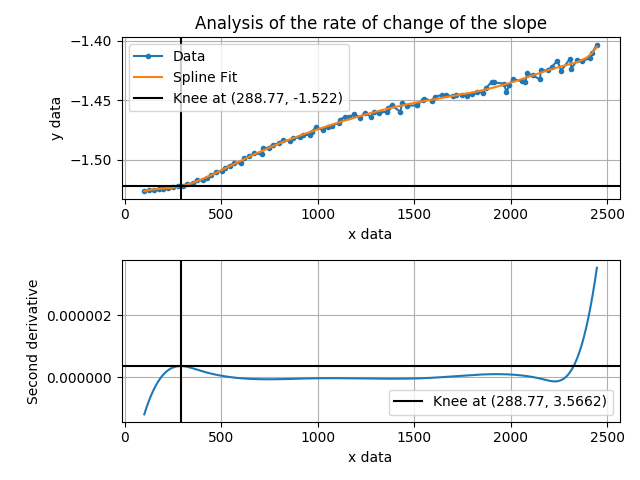 Analysis of the rate of change of the slope
−1.40
−1.45
−1.50
y data
Data
Spline Fit
Knee at (288.77, -1.522)
0
500
1000
1500
2000
2500
x data
0.000002
0.000000
Second derivative
Knee at (288.77, 3.5662)
0
500
1000
1500
2000
2500
x data